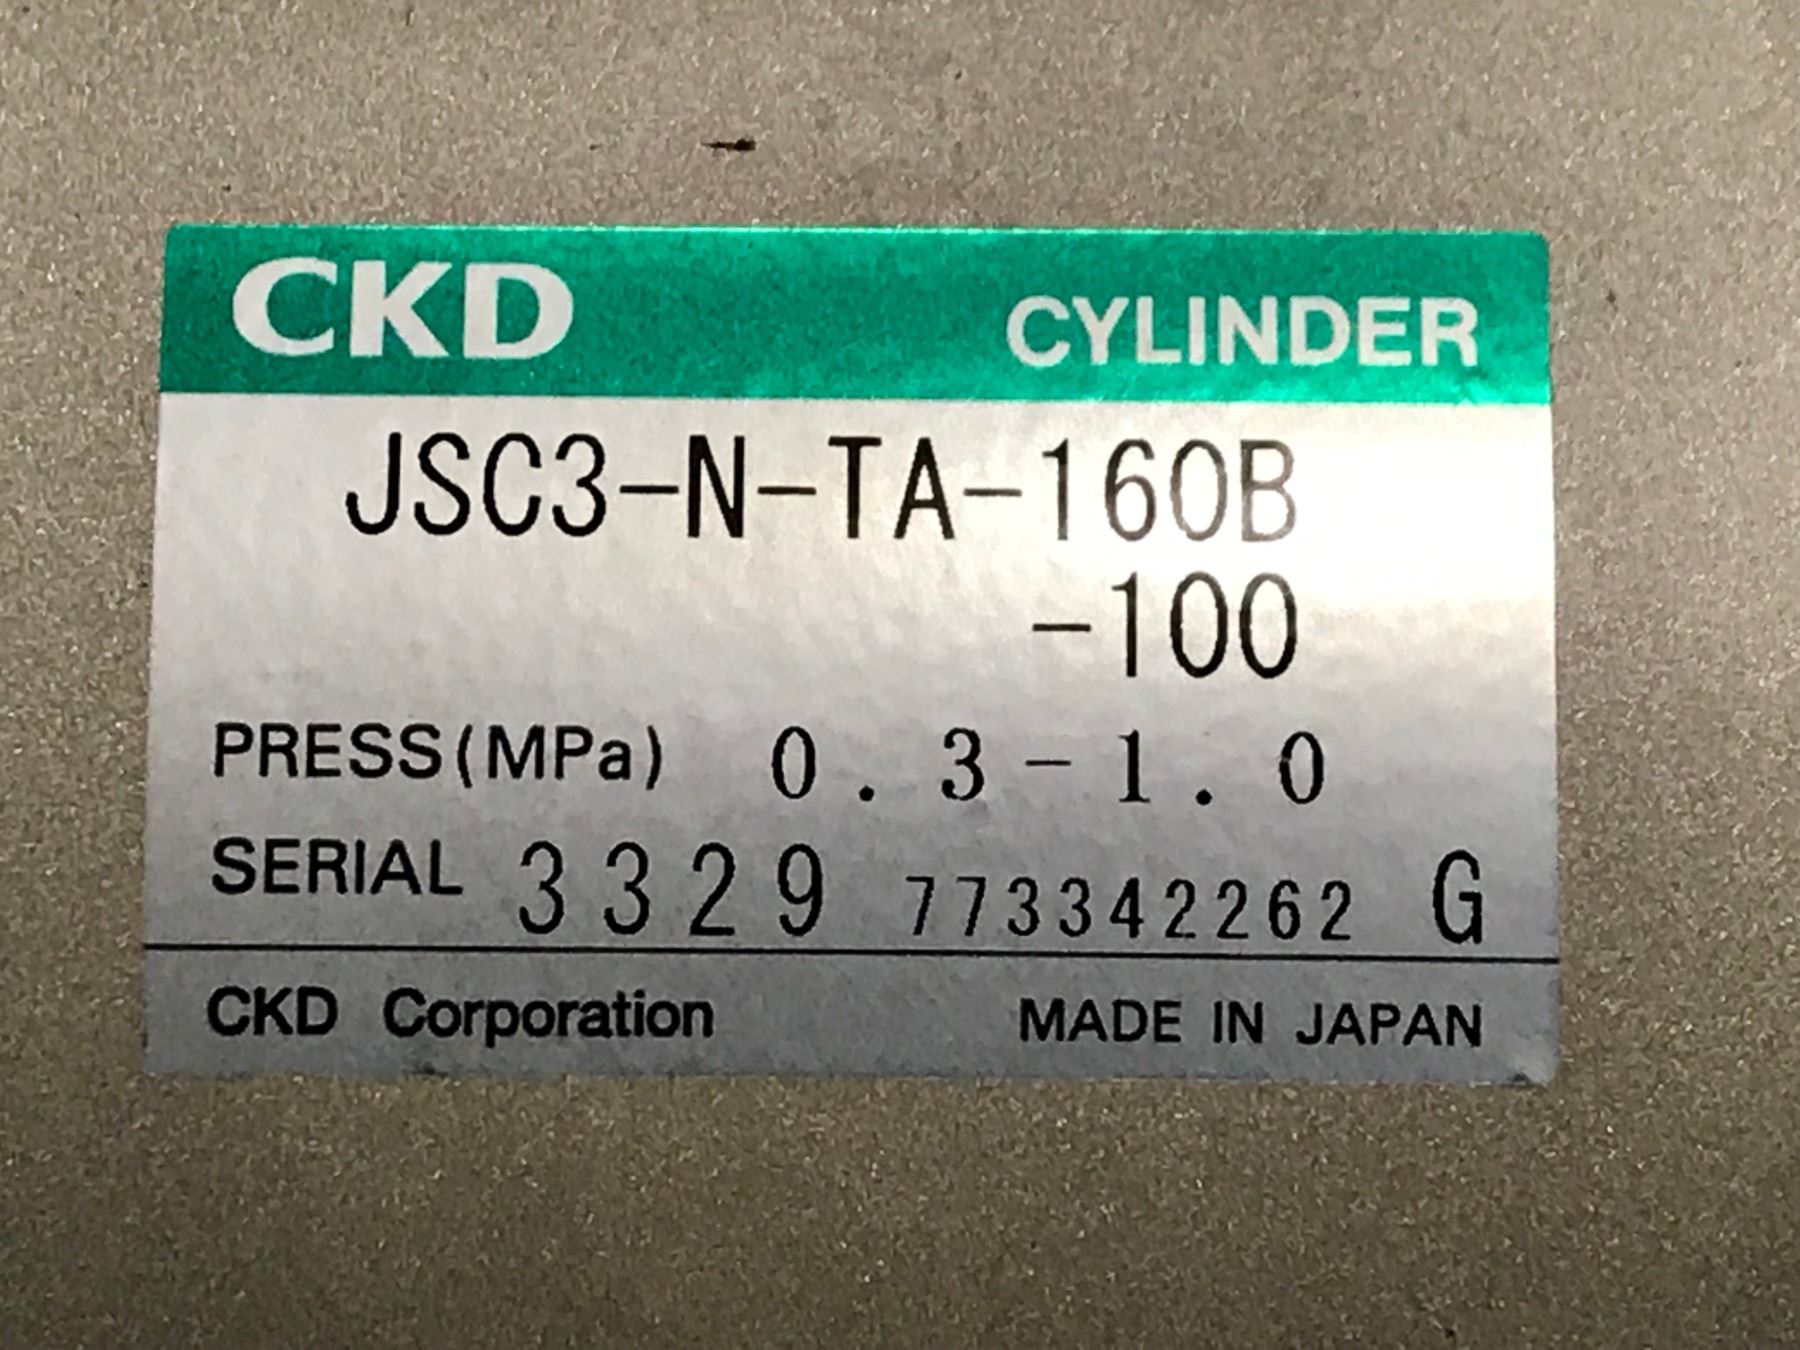 CKD CYLINDER
JSC3-N-TA-160B
-100
PRESS(MPa) 0.3-1.0
SERIAL 3329 773342262 G
CKD Corporation MADE IN JAPAN